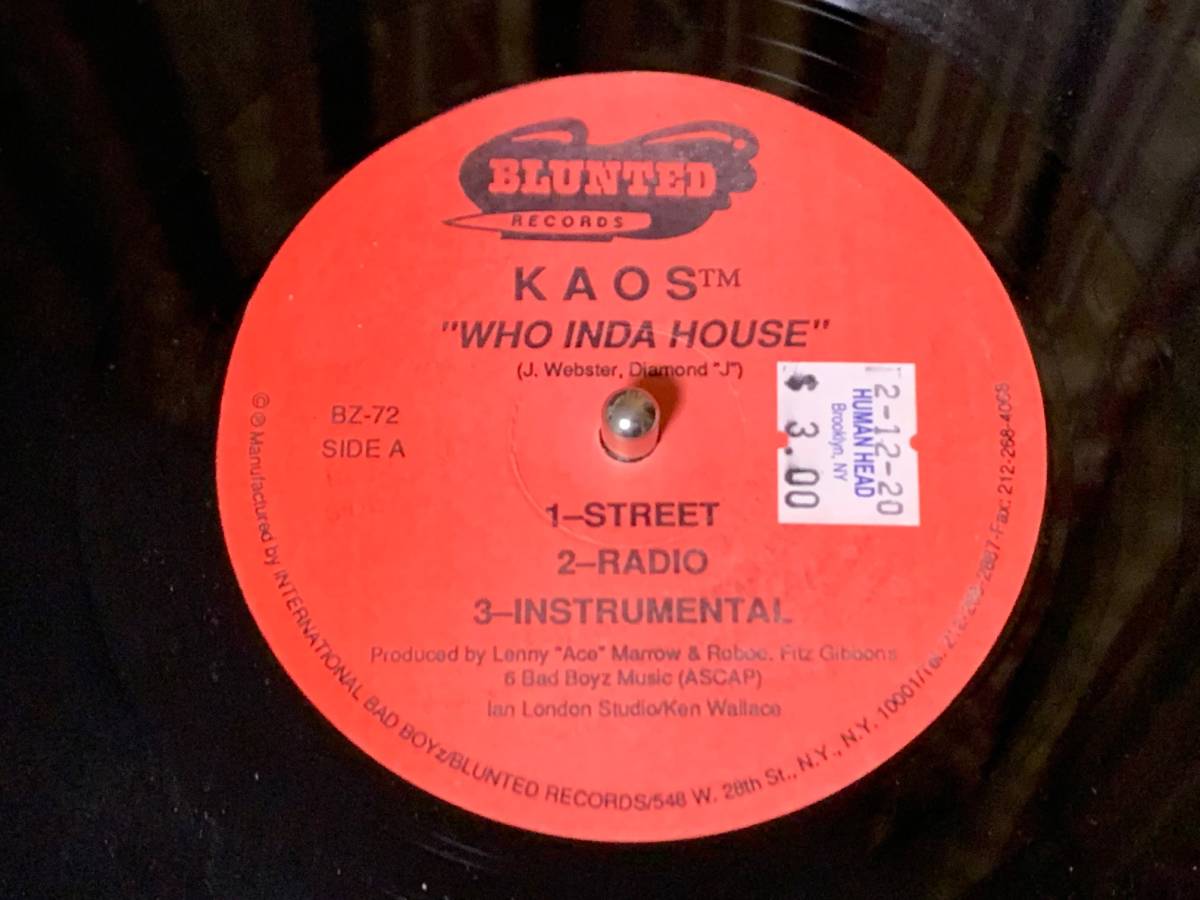 BLUNTED
RECORDS
KAOS™
"WHO INDA HOUSE"
(J. Webster, Diamond "J")
BZ-72
SIDE A
1–STREET
2–RADIO
3–INSTRUMENTAL
Produced by Lenny "Ace" Marrow & Fitz Gibbons
6 Bad Boyz Music (ASCAP)
Ian London Studio/Ken Wallace
© ℗ Manufactured by INTERNATIONAL BAD BOYz/BLUNTED RECORDS/548 W. 28th St., N.Y., N.Y. 10001/Tel. Fax: 212-268-4065
2-12-20
HUMAN HEAD
Brooklyn, NY
$ 3.00